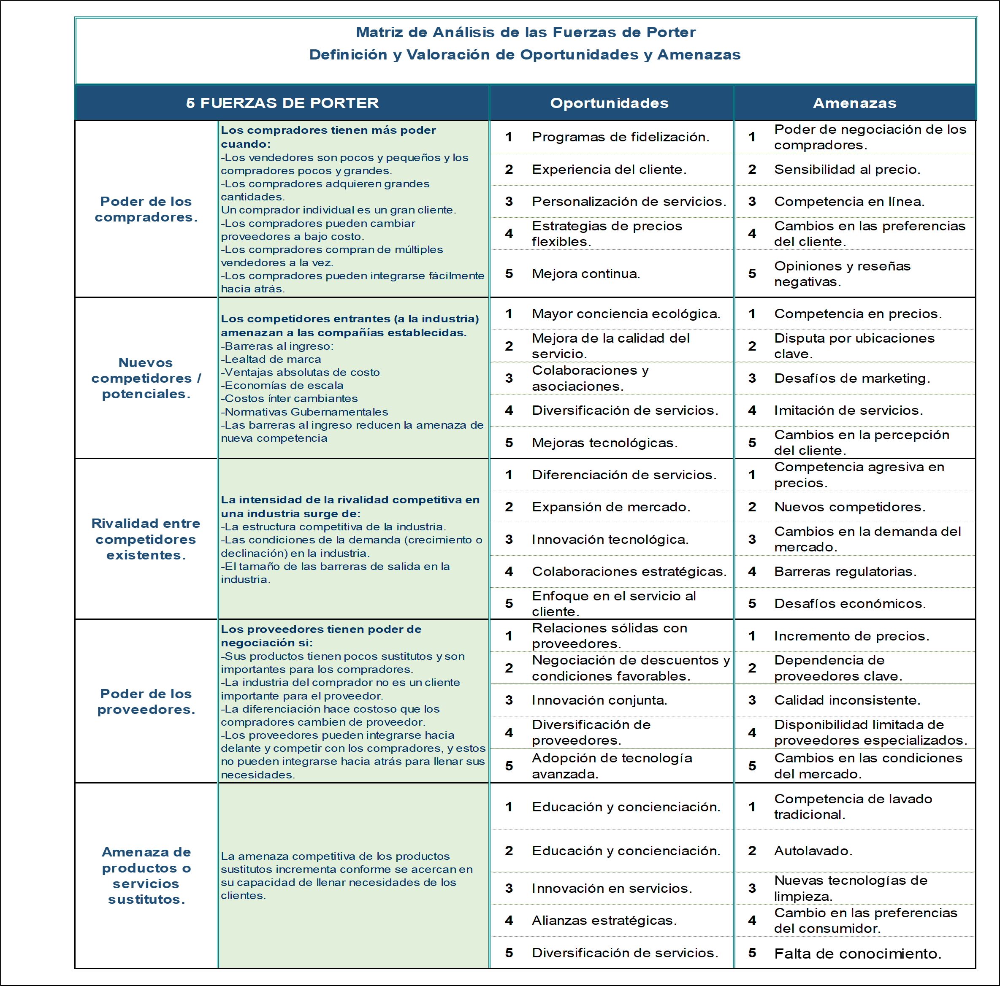 Matriz de Análisis de las Fuerzas de Porter
Definición y Valoración de Oportunidades y Amenazas
5 FUERZAS DE PORTER
Oportunidades
Amenazas
Poder de los
compradores.
Los compradores tienen más poder
cuando:
-Los vendedores son pocos y pequeños y los
compradores pocos y grandes.
-Los compradores adquieren grandes
cantidades.
Un comprador individual es un gran cliente.
-Los compradores pueden cambiar
proveedores a bajo costo.
-Los compradores compran de múltiples
vendedores a la vez.
-Los compradores pueden integrarse fácilmente
hacia atrás.
1 Programas de fidelización.
2 Experiencia del cliente.
3 Personalización de servicios.
4 Estrategias de precios
flexibles.
5 Mejora continua.
1 Poder de negociación de los
compradores.
2 Sensibilidad al precio.
3 Competencia en línea.
4 Cambios en las preferencias
del cliente.
5 Opiniones y reseñas
negativas.
Nuevos
competidores /
potenciales.
Los competidores entrantes (a la industria)
amenazan a las compañías establecidas.
-Barreras al ingreso:
-Lealtad de marca
-Ventajas absolutas de costo
-Economías de escala
-Costos ínter cambiantes
-Normativas Gubernamentales
-Las barreras al ingreso reducen la amenaza de
nueva competencia
1 Mayor conciencia ecológica.
2 Mejora de la calidad del
servicio.
3 Colaboraciones y
asociaciones.
4 Diversificación de servicios.
5 Mejoras tecnológicas.
1 Competencia en precios.
2 Disputa por ubicaciones
clave.
3 Desafíos de marketing.
4 Imitación de servicios.
5 Cambios en la percepción
del cliente.
Rivalidad entre
competidores
existentes.
La intensidad de la rivalidad competitiva en
una industria surge de:
-La estructura competitiva de la industria.
-Las condiciones de la demanda (crecimiento o
declinación) en la industria.
-El tamaño de las barreras de salida en la
industria.
1 Diferenciación de servicios.
2 Expansión de mercado.
3 Innovación tecnológica.
4 Colaboraciones estratégicas.
5 Enfoque en el servicio al
cliente.
1 Competencia agresiva en
precios.
2 Nuevos competidores.
3 Cambios en la demanda del
mercado.
4 Barreras regulatorias.
5 Desafíos económicos.
Poder de los
proveedores.
Los proveedores tienen poder de
negociación si:
-Sus productos tienen pocos sustitutos y son
importantes para los compradores.
-La industria del comprador no es un cliente
importante para el proveedor.
-La diferenciación hace costoso que los
compradores cambien de proveedor.
-Los proveedores pueden integrarse hacia
delante y competir con los compradores, y estos
no pueden integrarse hacia atrás para llenar sus
necesidades.
1 Relaciones sólidas con
proveedores.
2 Negociación de descuentos y
condiciones favorables.
3 Innovación conjunta.
4 Diversificación de
proveedores.
5 Adopción de tecnología
avanzada.
1 Incremento de precios.
2 Dependencia de
proveedores clave.
3 Calidad inconsistente.
4 Disponibilidad limitada de
proveedores especializados.
5 Cambios en las condiciones
del mercado.
Amenaza de
productos o
servicios
sustitutos.
La amenaza competitiva de los productos
sustitutos incrementa conforme se acercan en
su capacidad de llenar necesidades de los
clientes.
1 Educación y concienciación.
2 Educación y concienciación.
3 Innovación en servicios.
4 Alianzas estratégicas.
5 Diversificación de servicios.
1 Competencia de lavado
tradicional.
2 Autolavado.
3 Nuevas tecnologías de
limpieza.
4 Cambio en las preferencias
del consumidor.
5 Falta de conocimiento.